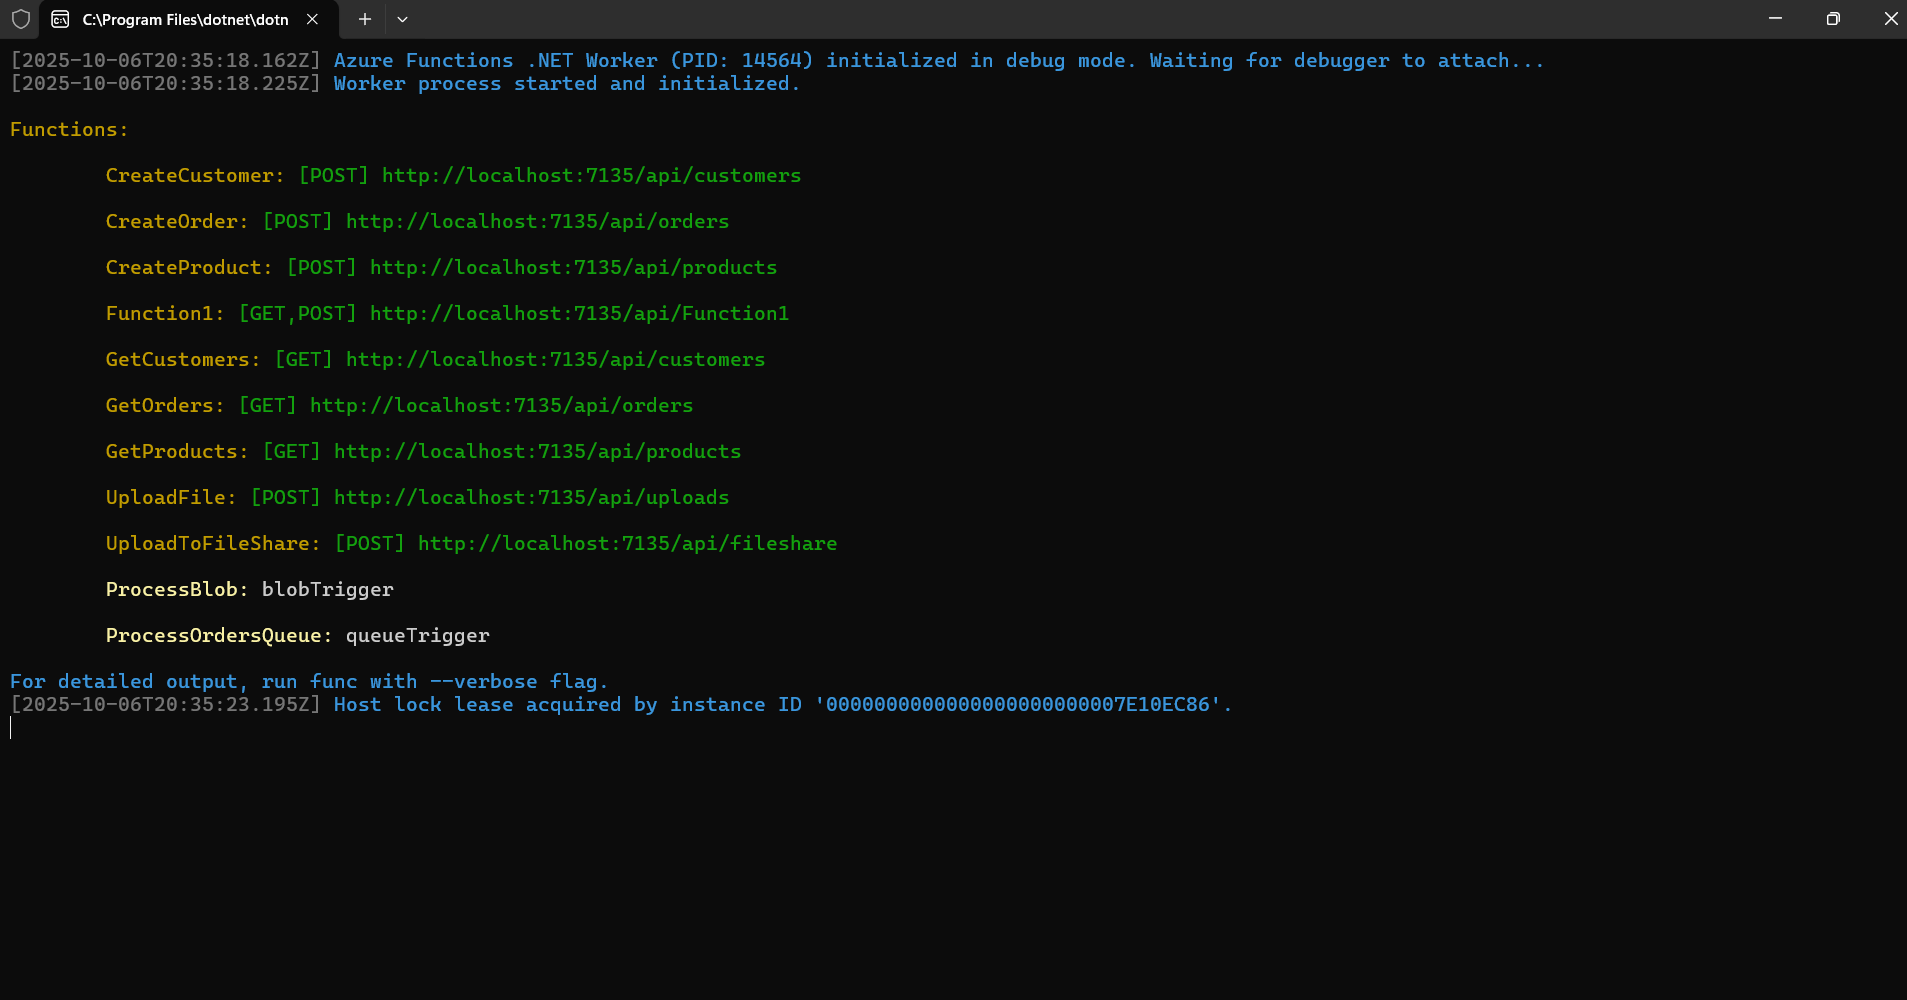 C:\Program Files\dotnet\dotn
[2025-10-06T20:35:18.162Z] Azure Functions .NET Worker (PID: 14564) initialized in debug mode. Waiting for debugger to attach...
[2025-10-06T20:35:18.225Z] Worker process started and initialized.
Functions:
CreateCustomer: [POST] http://localhost:7135/api/customers
CreateOrder: [POST] http://localhost:7135/api/orders
CreateProduct: [POST] http://localhost:7135/api/products
Function1: [GET,POST] http://localhost:7135/api/Function1
GetCustomers: [GET] http://localhost:7135/api/customers
GetOrders: [GET] http://localhost:7135/api/orders
GetProducts: [GET] http://localhost:7135/api/products
UploadFile: [POST] http://localhost:7135/api/uploads
UploadToFileShare: [POST] http://localhost:7135/api/fileshare
ProcessBlob: blobTrigger
ProcessOrdersQueue: queueTrigger
For detailed output, run func with --verbose flag.
[2025-10-06T20:35:23.195Z] Host lock lease acquired by instance ID '0000000000000000000000007E10EC86'.